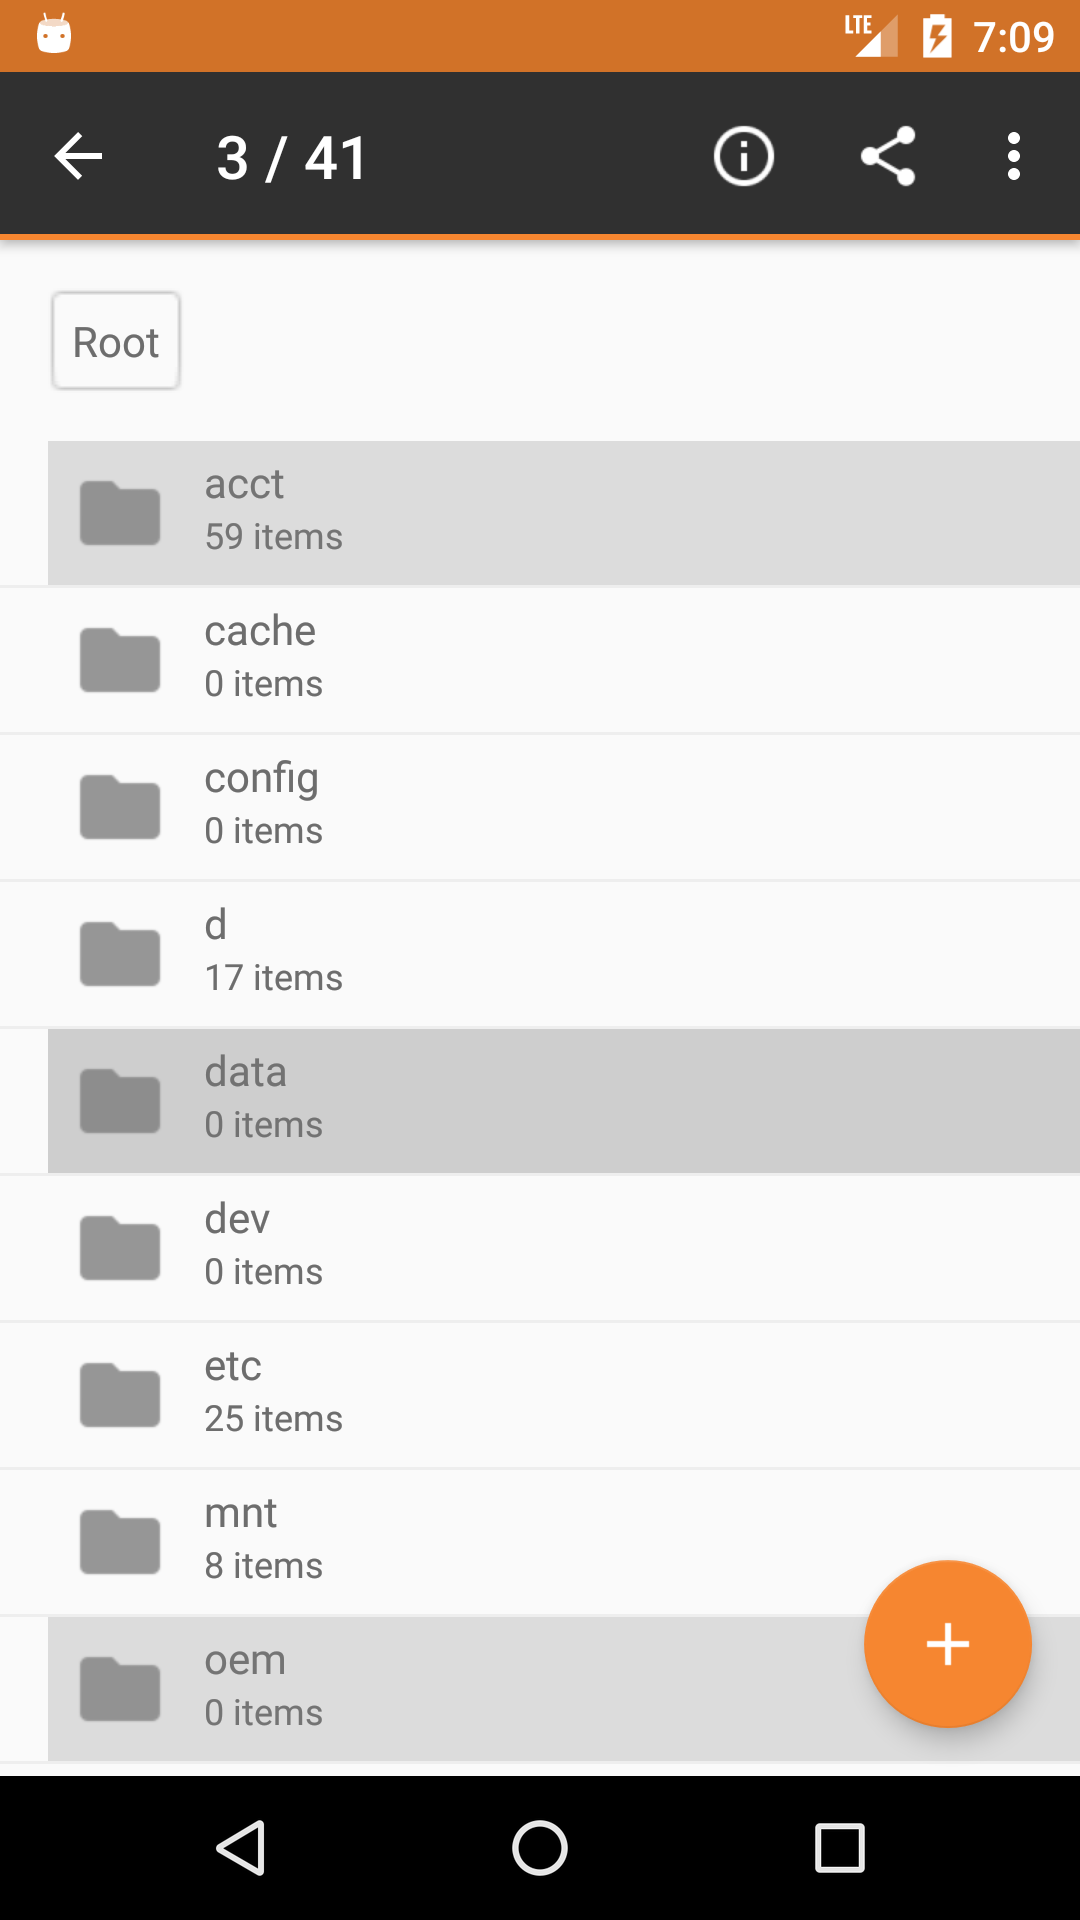 LTE 7:09
3 / 41
Root
acct
59 items
cache
0 items
config
0 items
d
17 items
data
0 items
dev
0 items
etc
25 items
mnt
8 items
oem
0 items